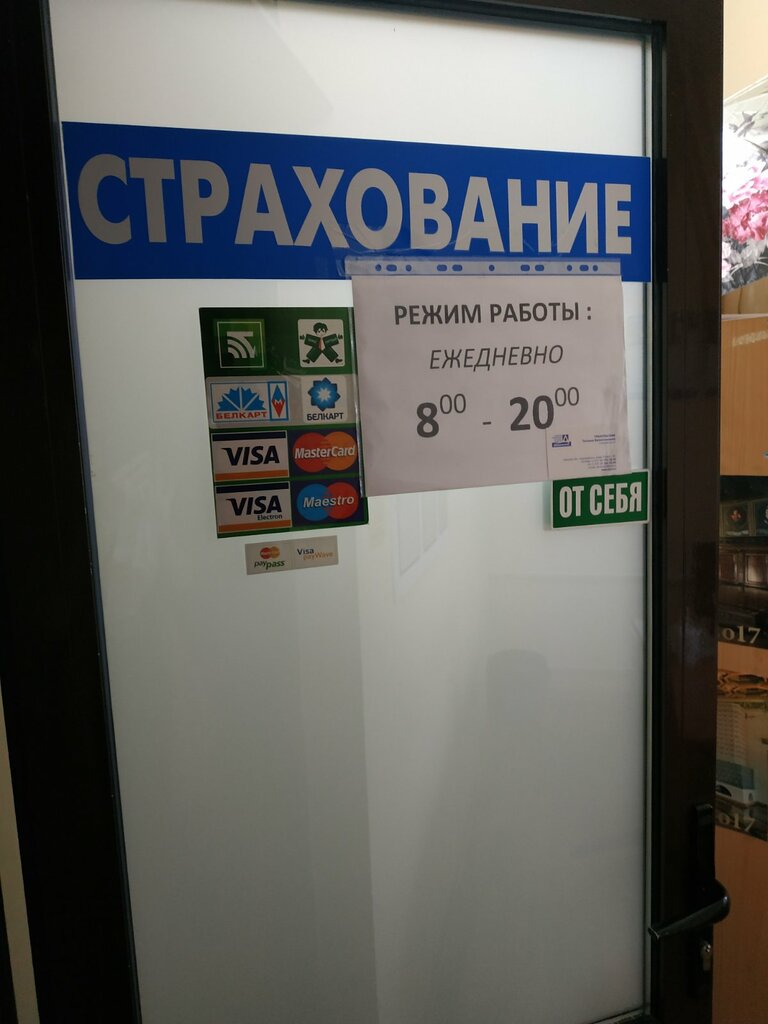 СТРАХОВАНИЕ
РЕЖИМ РАБОТЫ :
ЕЖЕДНЕВНО
8⁰⁰ - 20⁰⁰
БЕЛКАРТ
БЕЛКАРТ
VISA
MasterCard
VISA
Electron
Maestro
ОТ СЕБЯ
paypass
Visa
payWave